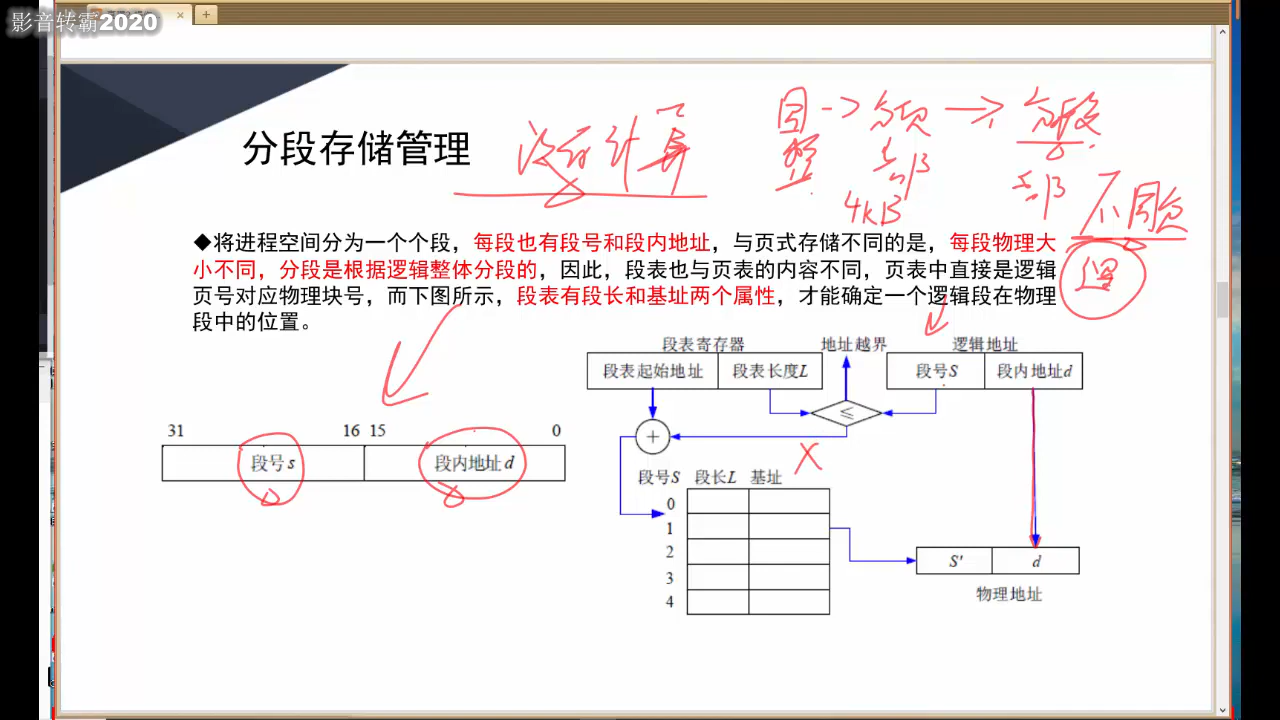 影音转霸2020
分段存储管理
没有计算
固 -> 分页 -> 分段
整 部 部
4kB
不同
逻
◆将进程空间分为一个个段，每段也有段号和段内地址，与页式存储不同的是，每段物理大
小不同，分段是根据逻辑整体分段的，因此，段表也与页表的内容不同，页表中直接是逻辑
页号对应物理块号，而下图所示，段表有段长和基址两个属性，才能确定一个逻辑段在物理
段中的位置。
段表寄存器 地址越界 逻辑地址
段表起始地址 段表长度L ≤ 段号S 段内地址d
31 16 15 0
段号s 段内地址d
+
段号S 段长L 基址
0
1
2
3
4
S' d
物理地址